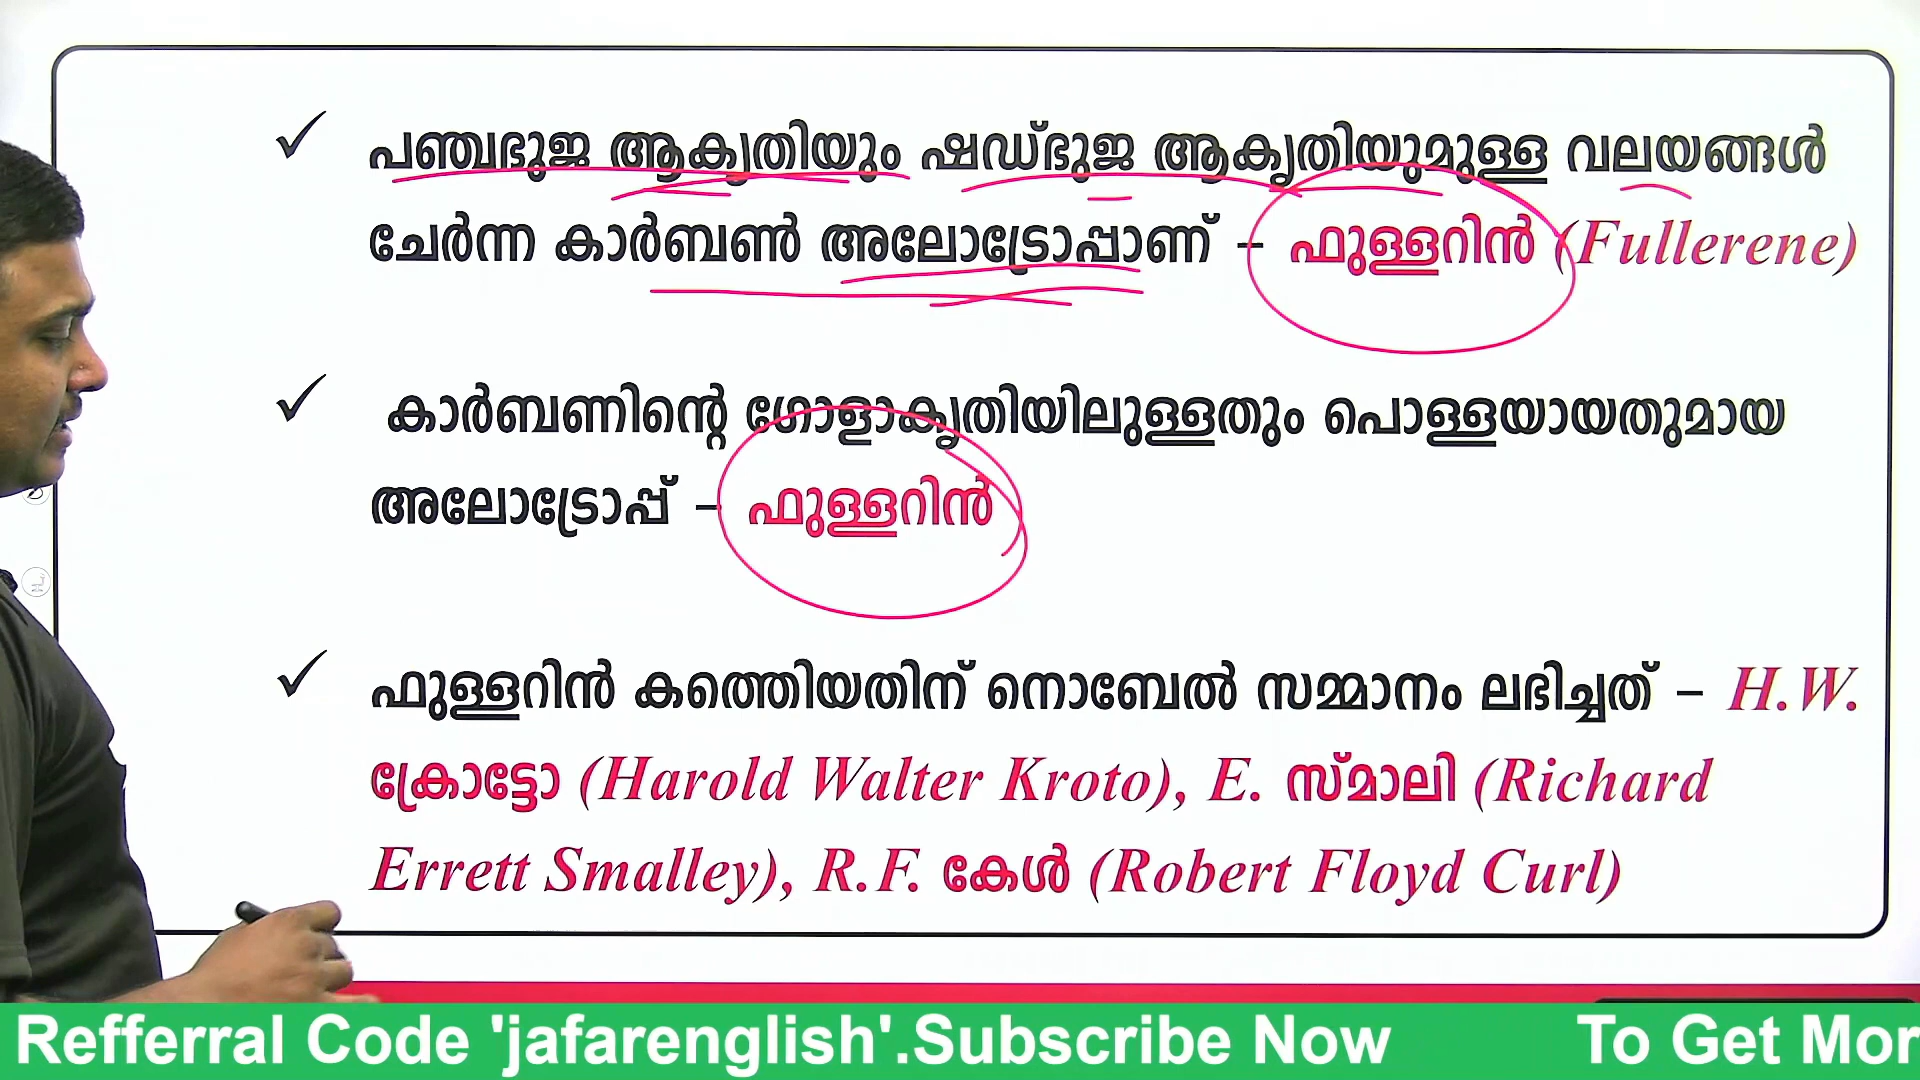 ✓ പഞ്ചഭുജ ആകൃതിയും ഷഡ്ഭുജ ആകൃതിയുമുള്ള വലയങ്ങൾ
ചേർന്ന കാർബൺ അലോട്രോപ്പാണ് – ഫുള്ളറിൻ (Fullerene)
✓ കാർബണിന്റെ ഗോളാകൃതിയിലുള്ളതും പൊള്ളയായതുമായ
അലോട്രോപ്പ് – ഫുള്ളറിൻ
✓ ഫുള്ളറിൻ കത്തെിയതിന് നൊബേൽ സമ്മാനം ലഭിച്ചത് – H.W.
ക്രോട്ടോ (Harold Walter Kroto), E. സ്മാലി (Richard
Errett Smalley), R.F. കേൾ (Robert Floyd Curl)
Refferral Code 'jafarenglish'.Subscribe Now To Get Mor